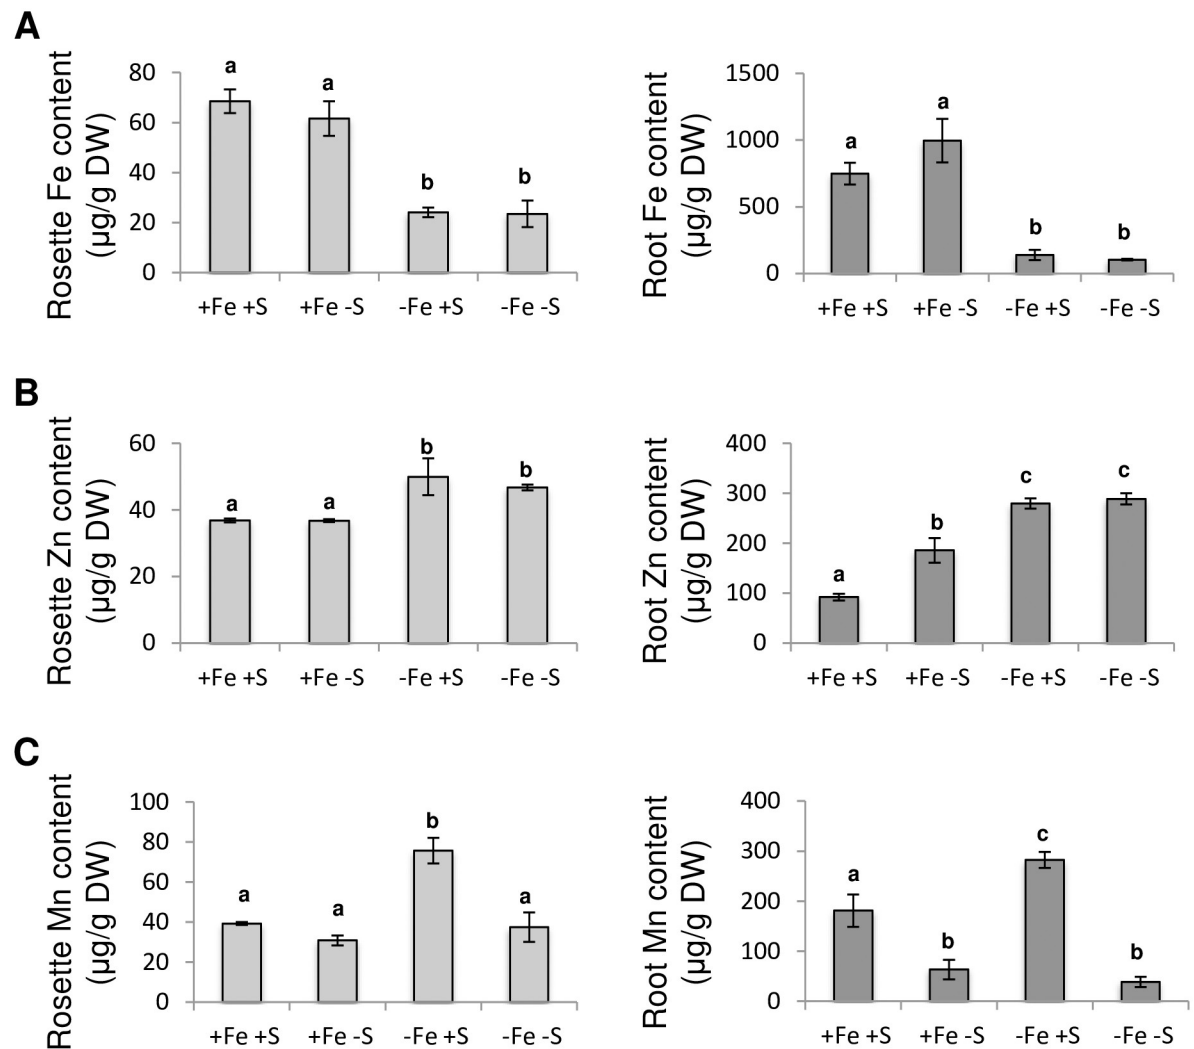 A
Rosette Fe content
(µg/g DW)
80
60
40
20
0
a
a
b
b
+Fe +S
+Fe -S
-Fe +S
-Fe -S
Root Fe content
(µg/g DW)
1500
1000
500
0
a
a
b
b
+Fe +S
+Fe -S
-Fe +S
-Fe -S
B
Rosette Zn content
(µg/g DW)
60
40
20
0
a
a
b
b
+Fe +S
+Fe -S
-Fe +S
-Fe -S
Root Zn content
(µg/g DW)
400
300
200
100
0
a
b
c
c
+Fe +S
+Fe -S
-Fe +S
-Fe -S
C
Rosette Mn content
(µg/g DW)
100
80
60
40
20
0
a
a
b
a
+Fe +S
+Fe -S
-Fe +S
-Fe -S
Root Mn content
(µg/g DW)
400
300
200
100
0
a
b
c
b
+Fe +S
+Fe -S
-Fe +S
-Fe -S